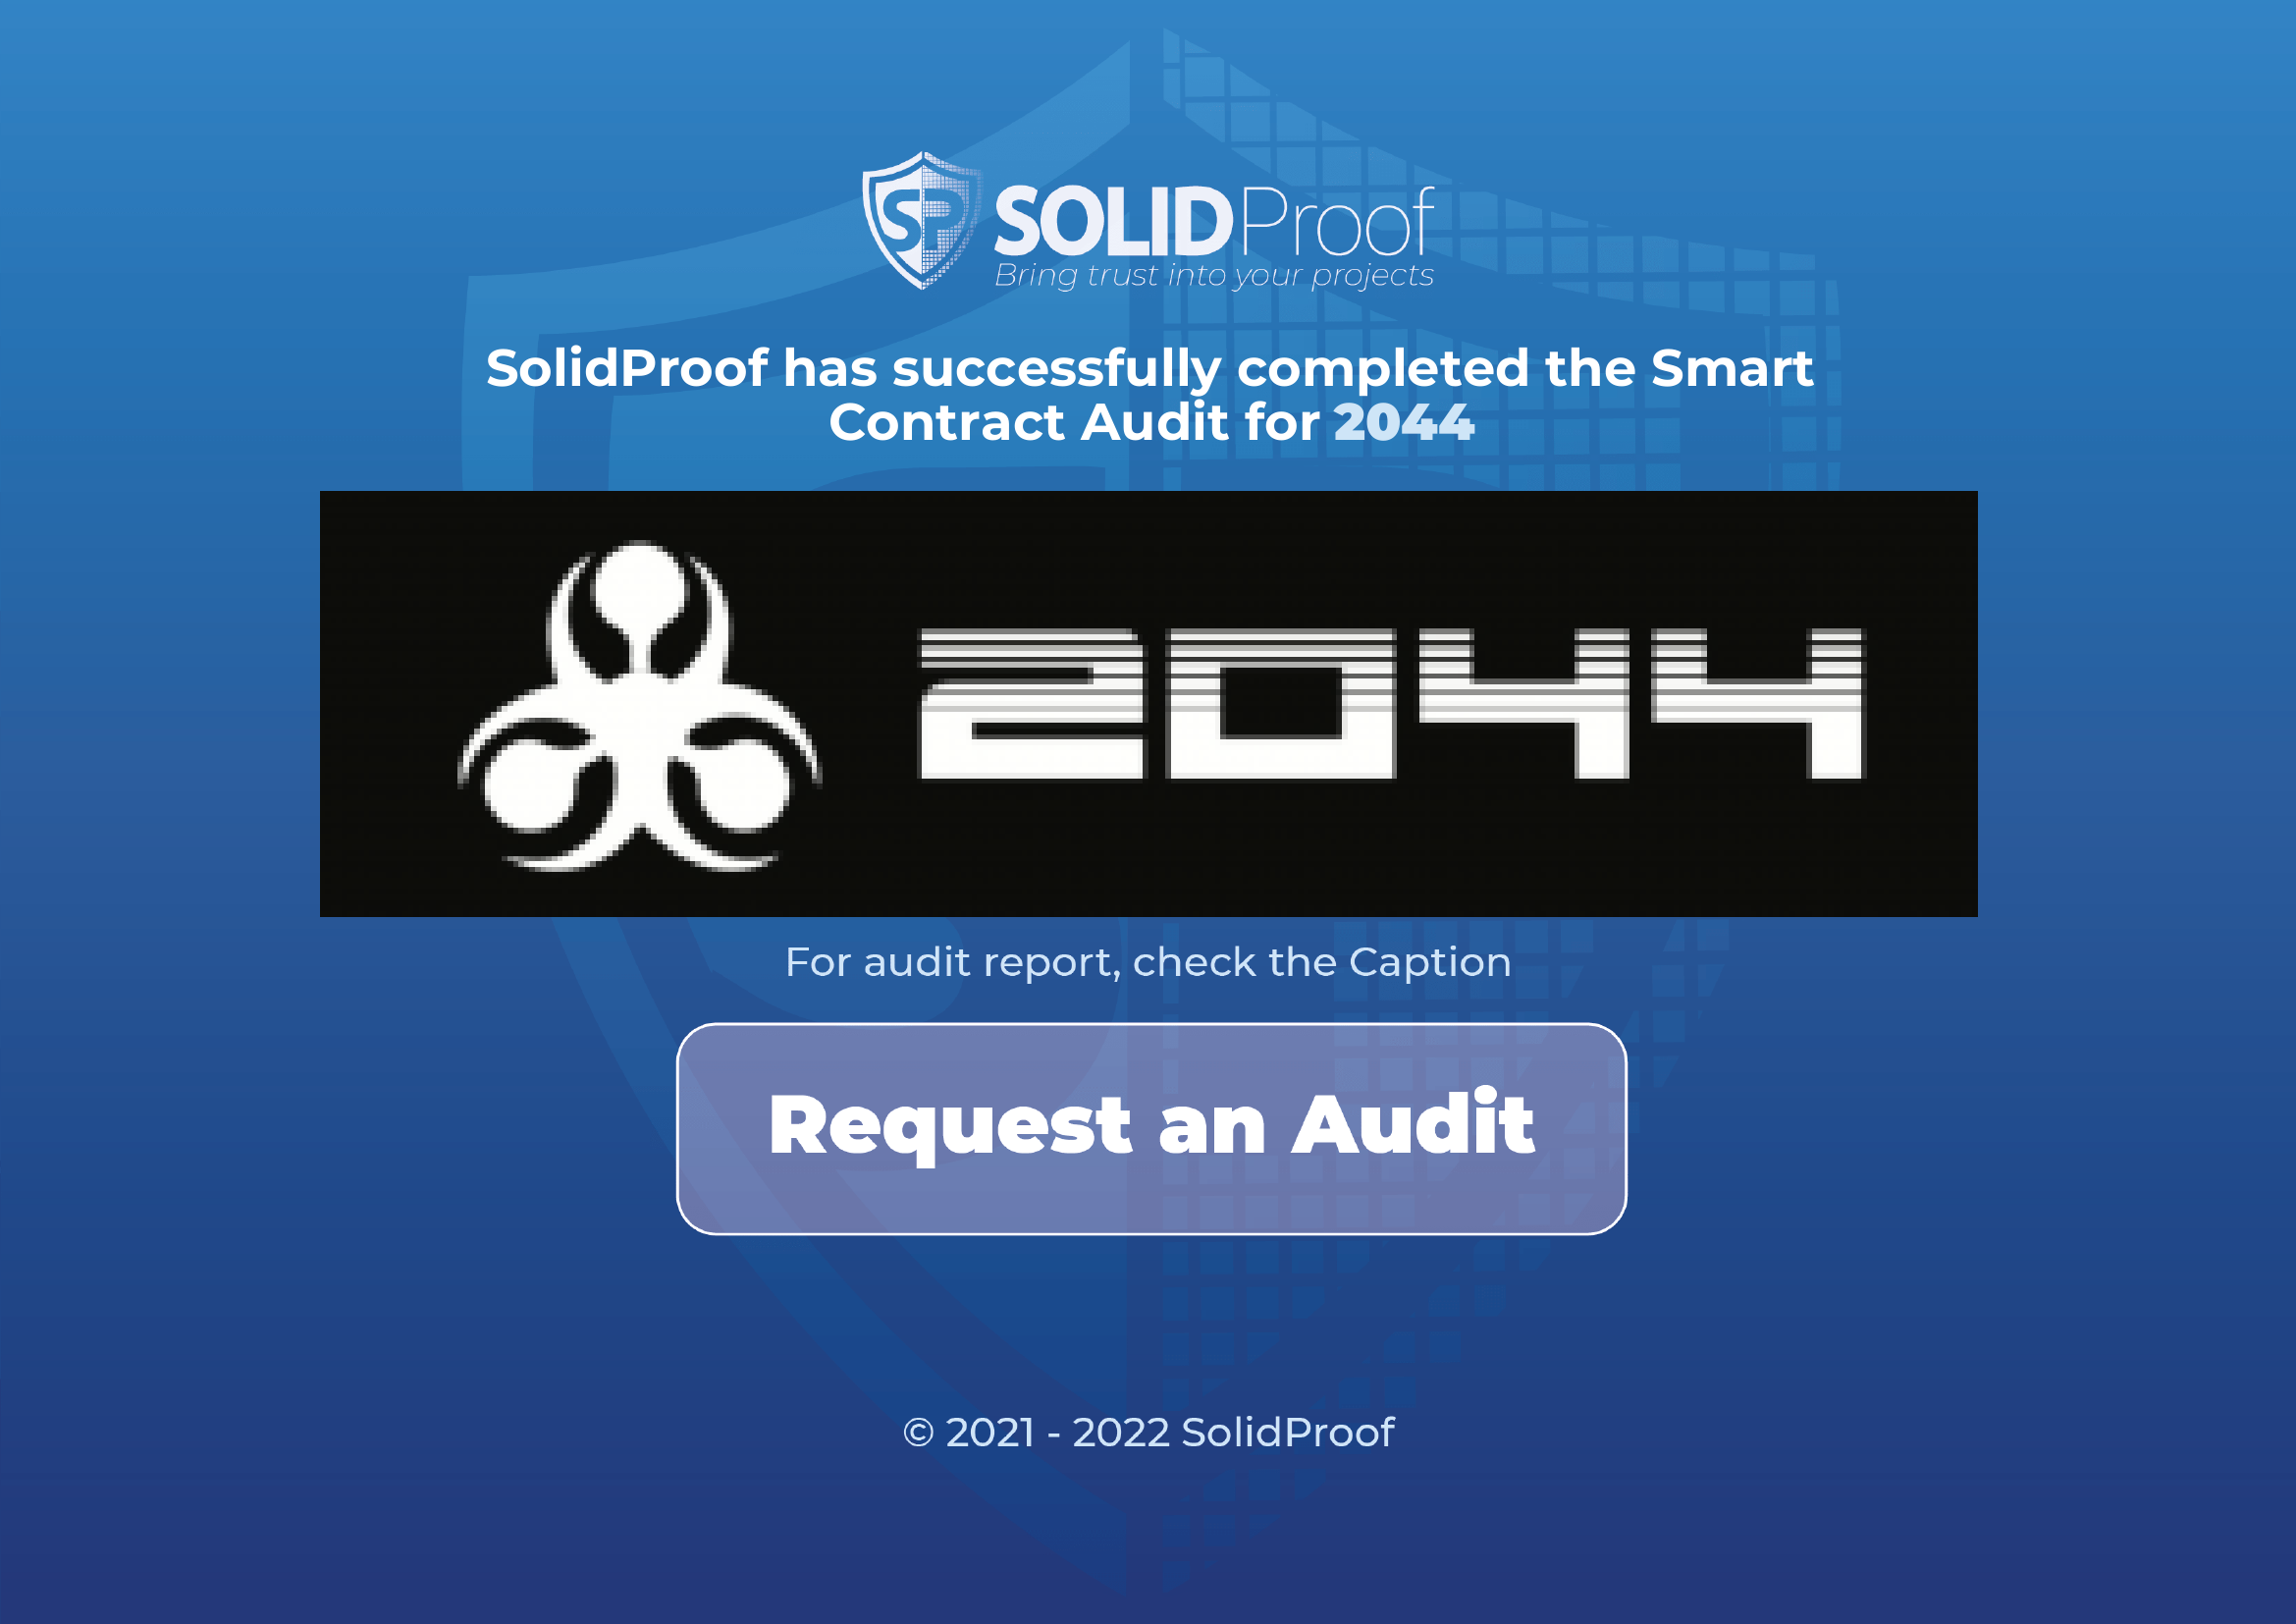 SP SOLIDProof
Bring trust into your projects
SolidProof has successfully completed the Smart
Contract Audit for 2044
2044
For audit report, check the Caption
Request an Audit
© 2021 - 2022 SolidProof